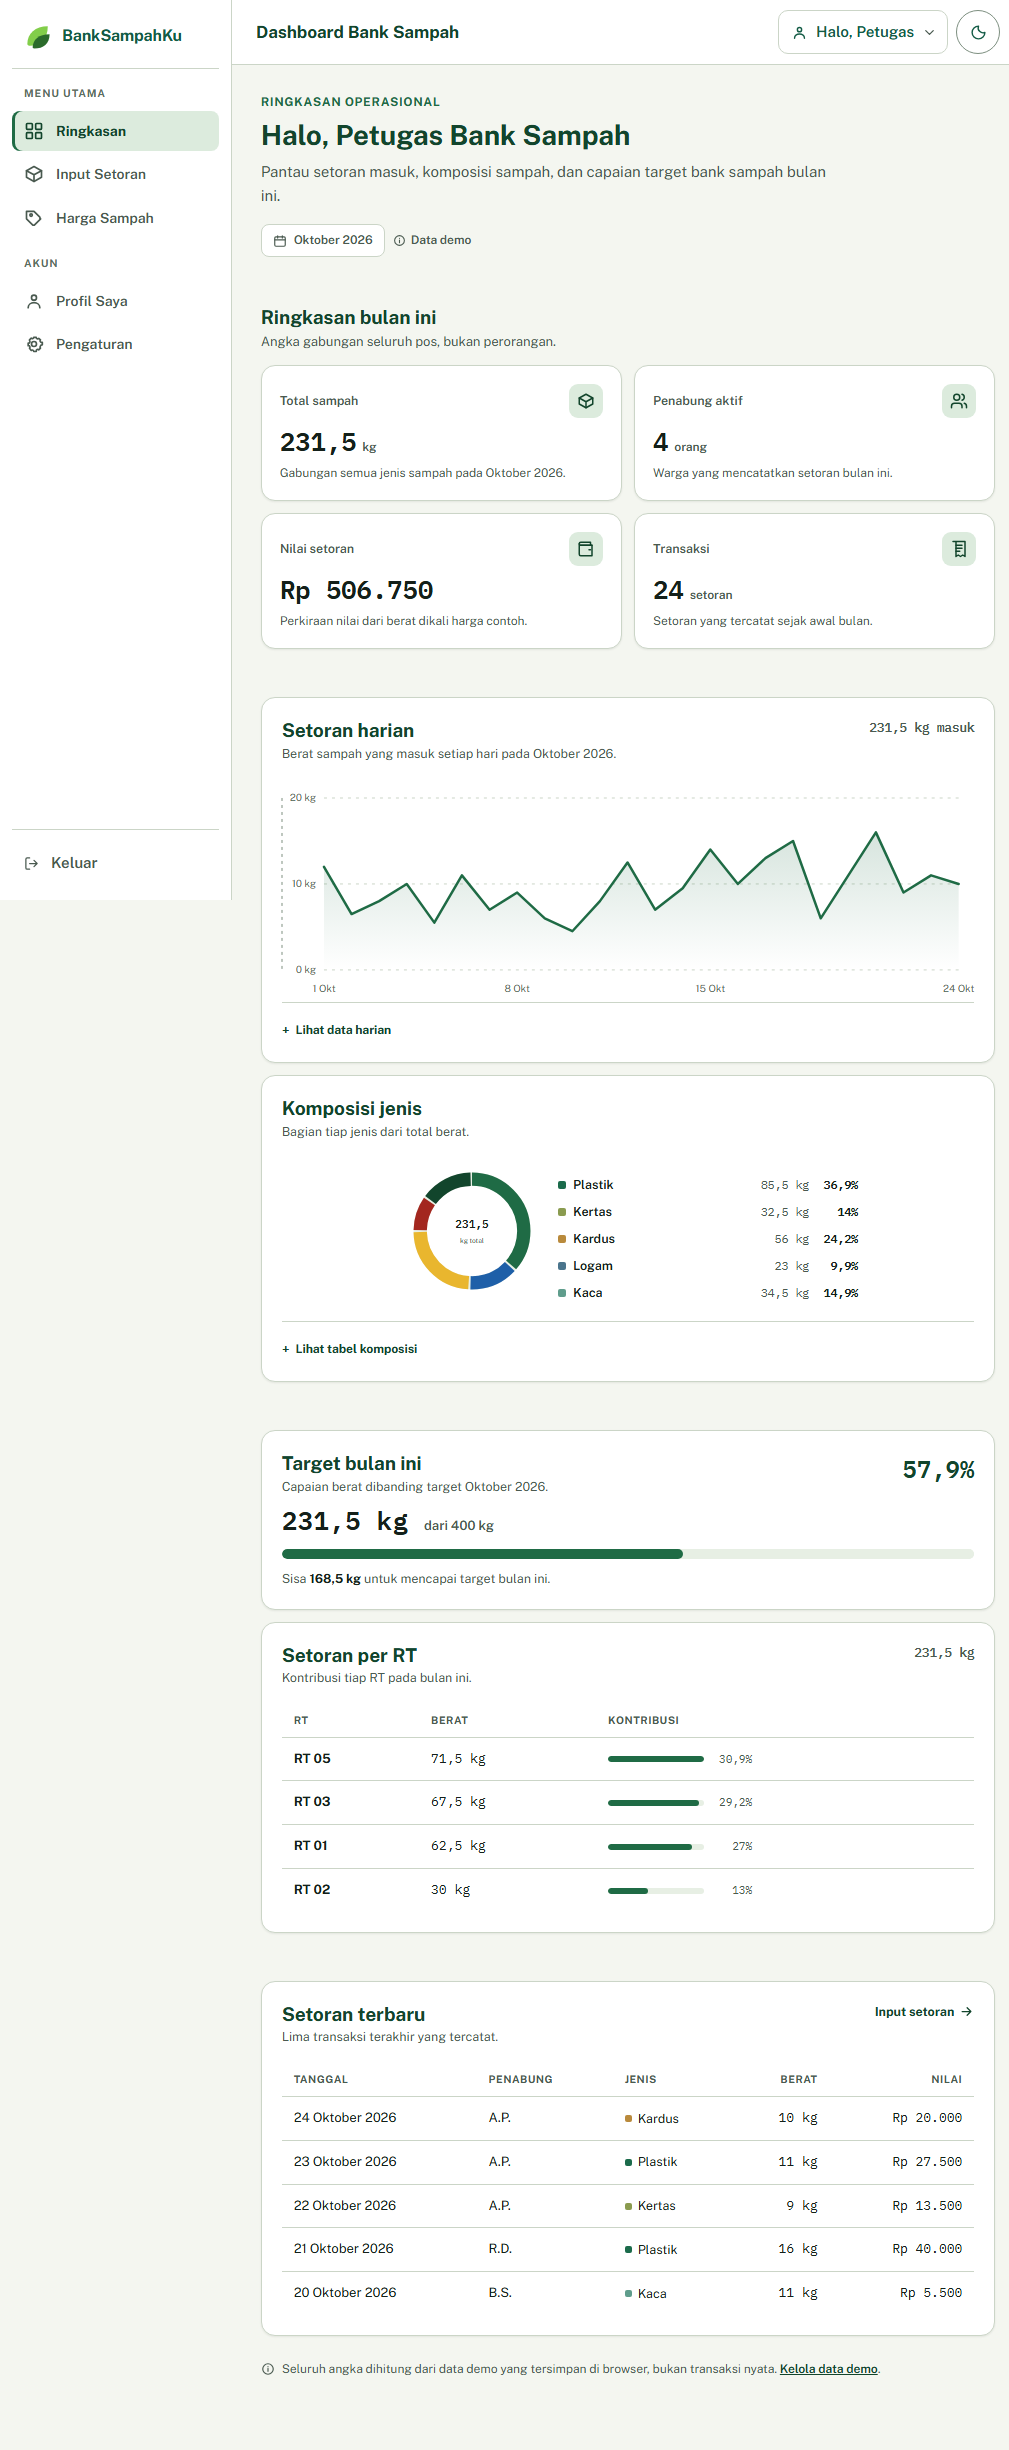 BankSampahKu
MENU UTAMA
Ringkasan
Input Setoran
Harga Sampah
AKUN
Profil Saya
Pengaturan
Keluar
Dashboard Bank Sampah
Halo, Petugas
RINGKASAN OPERASIONAL
Halo, Petugas Bank Sampah
Pantau setoran masuk, komposisi sampah, dan capaian target bank sampah bulan
ini.
Oktober 2026
Data demo
Ringkasan bulan ini
Angka gabungan seluruh pos, bukan perorangan.
Total sampah
231,5 kg
Gabungan semua jenis sampah pada Oktober 2026.
Penabung aktif
4 orang
Warga yang mencatatkan setoran bulan ini.
Nilai setoran
Rp 506.750
Perkiraan nilai dari berat dikali harga contoh.
Transaksi
24 setoran
Setoran yang tercatat sejak awal bulan.
Setoran harian
231,5 kg masuk
Berat sampah yang masuk setiap hari pada Oktober 2026.
20 kg
10 kg
0 kg
1 Okt 8 Okt 15 Okt 24 Okt
+ Lihat data harian
Komposisi jenis
Bagian tiap jenis dari total berat.
231,5
kg total
Plastik 85,5 kg 36,9%
Kertas 32,5 kg 14%
Kardus 56 kg 24,2%
Logam 23 kg 9,9%
Kaca 34,5 kg 14,9%
+ Lihat tabel komposisi
Target bulan ini
57,9%
Capaian berat dibanding target Oktober 2026.
231,5 kg dari 400 kg
Sisa 168,5 kg untuk mencapai target bulan ini.
Setoran per RT
231,5 kg
Kontribusi tiap RT pada bulan ini.
RT BERAT KONTRIBUSI
RT 05 71,5 kg 30,9%
RT 03 67,5 kg 29,2%
RT 01 62,5 kg 27%
RT 02 30 kg 13%
Setoran terbaru
Input setoran →
Lima transaksi terakhir yang tercatat.
TANGGAL PENABUNG JENIS BERAT NILAI
24 Oktober 2026 A.P. Kardus 10 kg Rp 20.000
23 Oktober 2026 A.P. Plastik 11 kg Rp 27.500
22 Oktober 2026 A.P. Kertas 9 kg Rp 13.500
21 Oktober 2026 R.D. Plastik 16 kg Rp 40.000
20 Oktober 2026 B.S. Kaca 11 kg Rp 5.500
Seluruh angka dihitung dari data demo yang tersimpan di browser, bukan transaksi nyata. Kelola data demo.